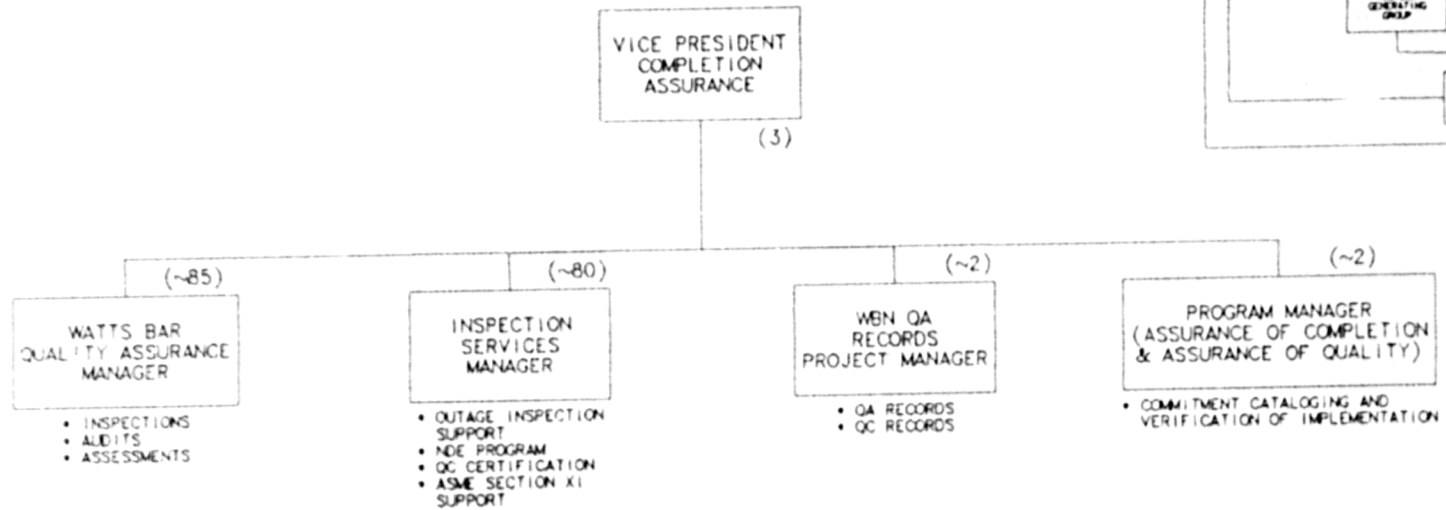 GENERATING
GROUP
VICE PRESIDENT
COMPLETION
ASSURANCE
(3)
(~85)
(~80)
(~2)
(~2)
WATTS BAR
QUALITY ASSURANCE
MANAGER
• INSPECTIONS
• AUDITS
• ASSESSMENTS
INSPECTION
SERVICES
MANAGER
• OUTAGE INSPECTION
SUPPORT
• NDE PROGRAM
• QC CERTIFICATION
• ASME SECTION XI
SUPPORT
WBN QA
RECORDS
PROJECT MANAGER
• QA RECORDS
• QC RECORDS
PROGRAM MANAGER
(ASSURANCE OF COMPLETION
& ASSURANCE OF QUALITY)
• COMMITMENT CATALOGING AND
VERIFICATION OF IMPLEMENTATION